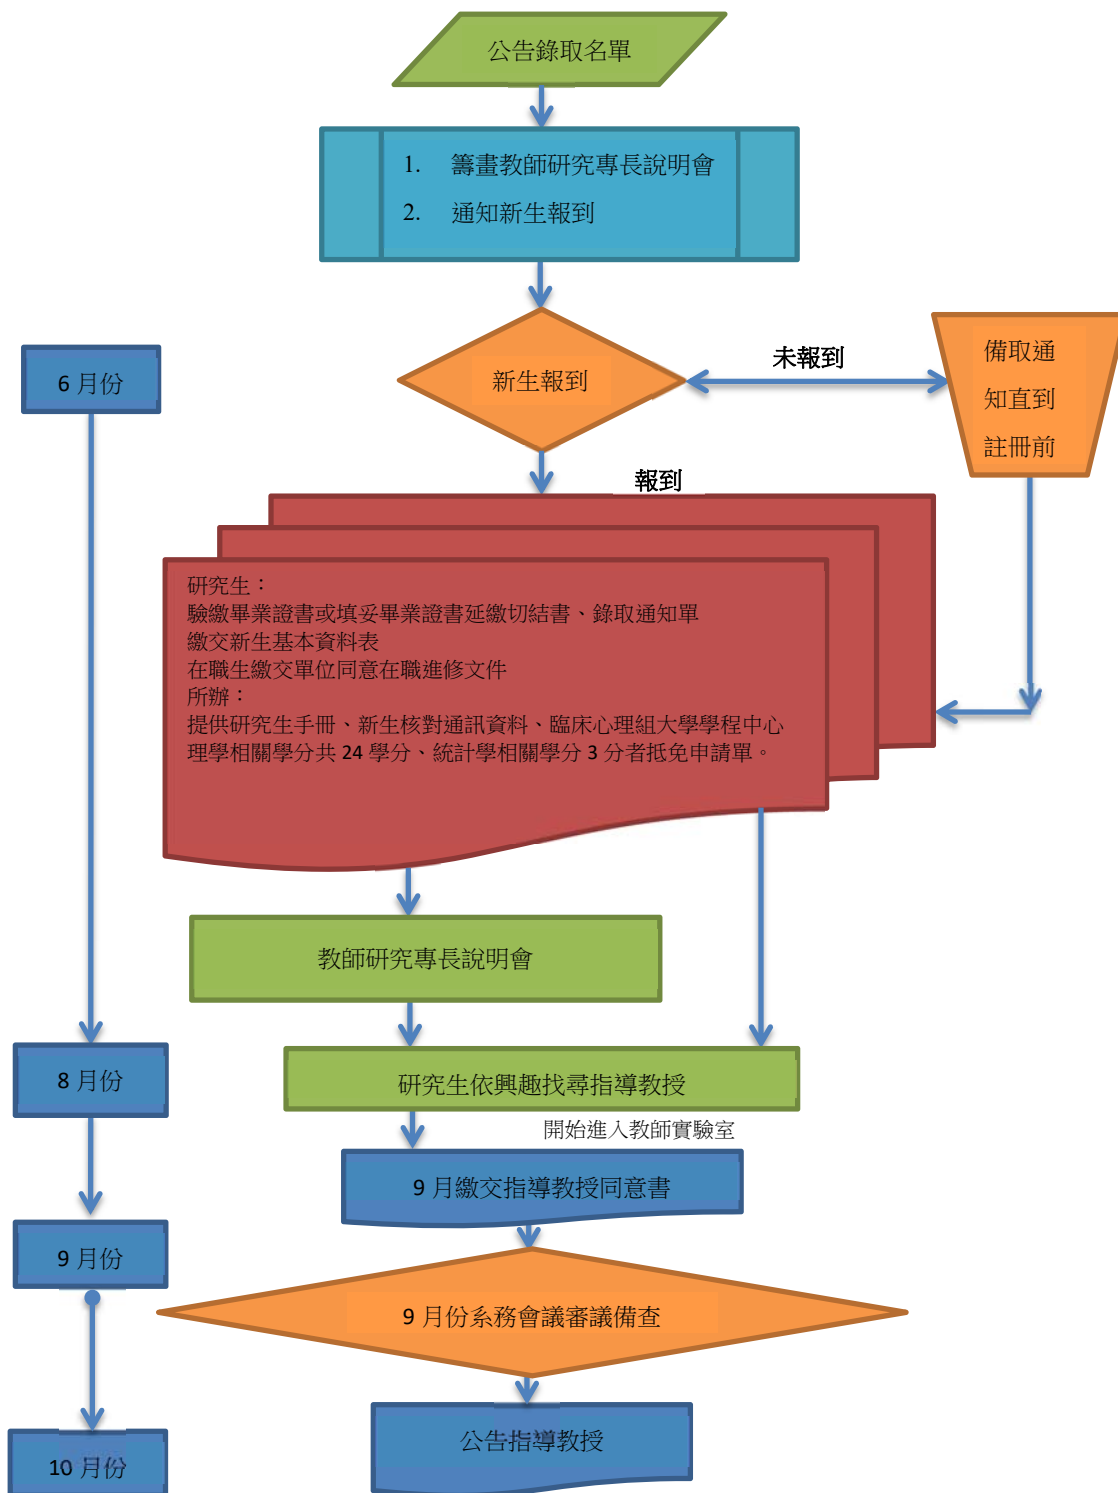 公告錄取名單
1. 籌畫教師研究專長說明會
2. 通知新生報到
6 月份
新生報到
未報到
備取通
知直到
註冊前
報到
研究生：
驗繳畢業證書或填妥畢業證書延繳切結書、錄取通知單
繳交新生基本資料表
在職生繳交單位同意在職進修文件
所辦：
提供研究生手冊、新生核對通訊資料、臨床心理組大學學程中心
理學相關學分共 24 學分、統計學相關學分 3 分者抵免申請單。
教師研究專長說明會
8 月份
研究生依興趣找尋指導教授
開始進入教師實驗室
9 月繳交指導教授同意書
9 月份
9 月份系務會議審議備查
公告指導教授
10 月份